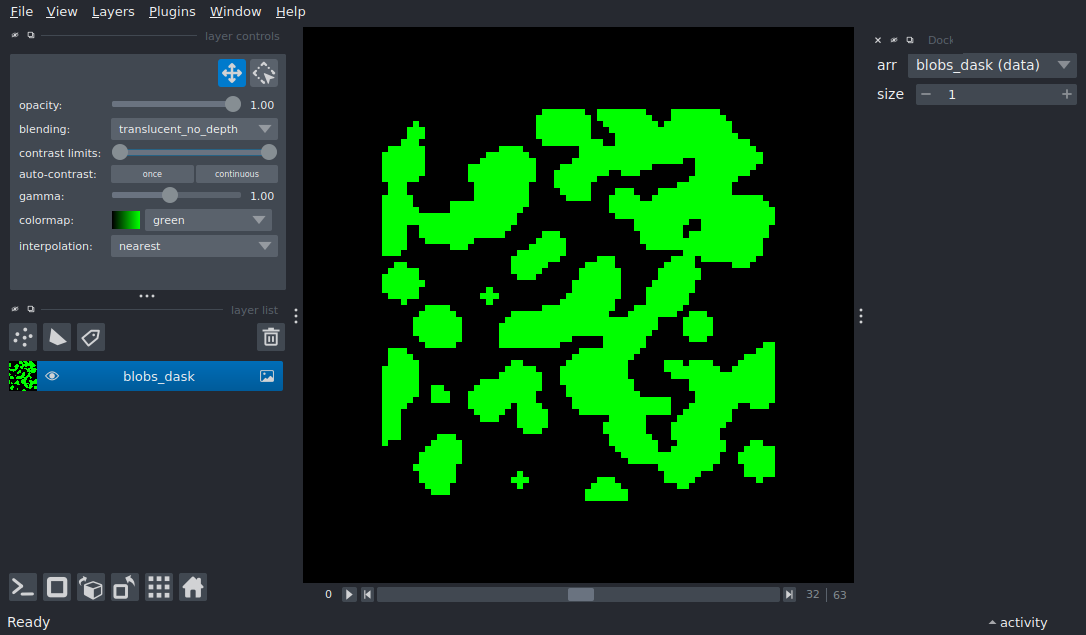 File View Layers Plugins Window Help
layer controls
opacity: 1.00
blending: translucent_no_depth
contrast limits:
auto-contrast: once continuous
gamma: 1.00
colormap: green
interpolation: nearest
layer list
blobs_dask
Dock
arr blobs_dask (data)
size 1
0 32 63
Ready
activity